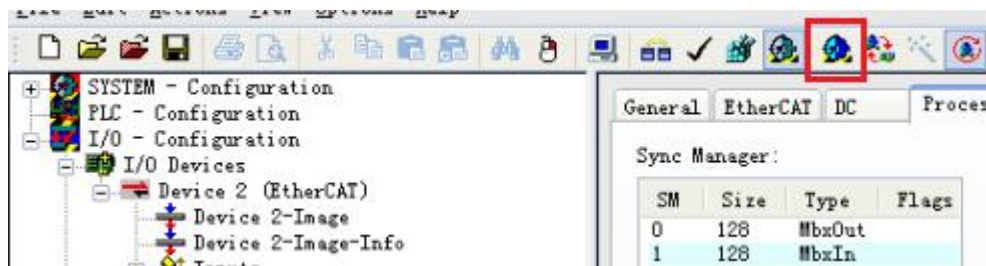 SYSTEM - Configuration
PLC - Configuration
I/O - Configuration
I/O Devices
Device 2 (EtherCAT)
Device 2-Image
Device 2-Image-Info
General EtherCAT DC Proces
Sync Manager:
SM Size Type Flags
0 128 MbxOut
1 128 MbxIn